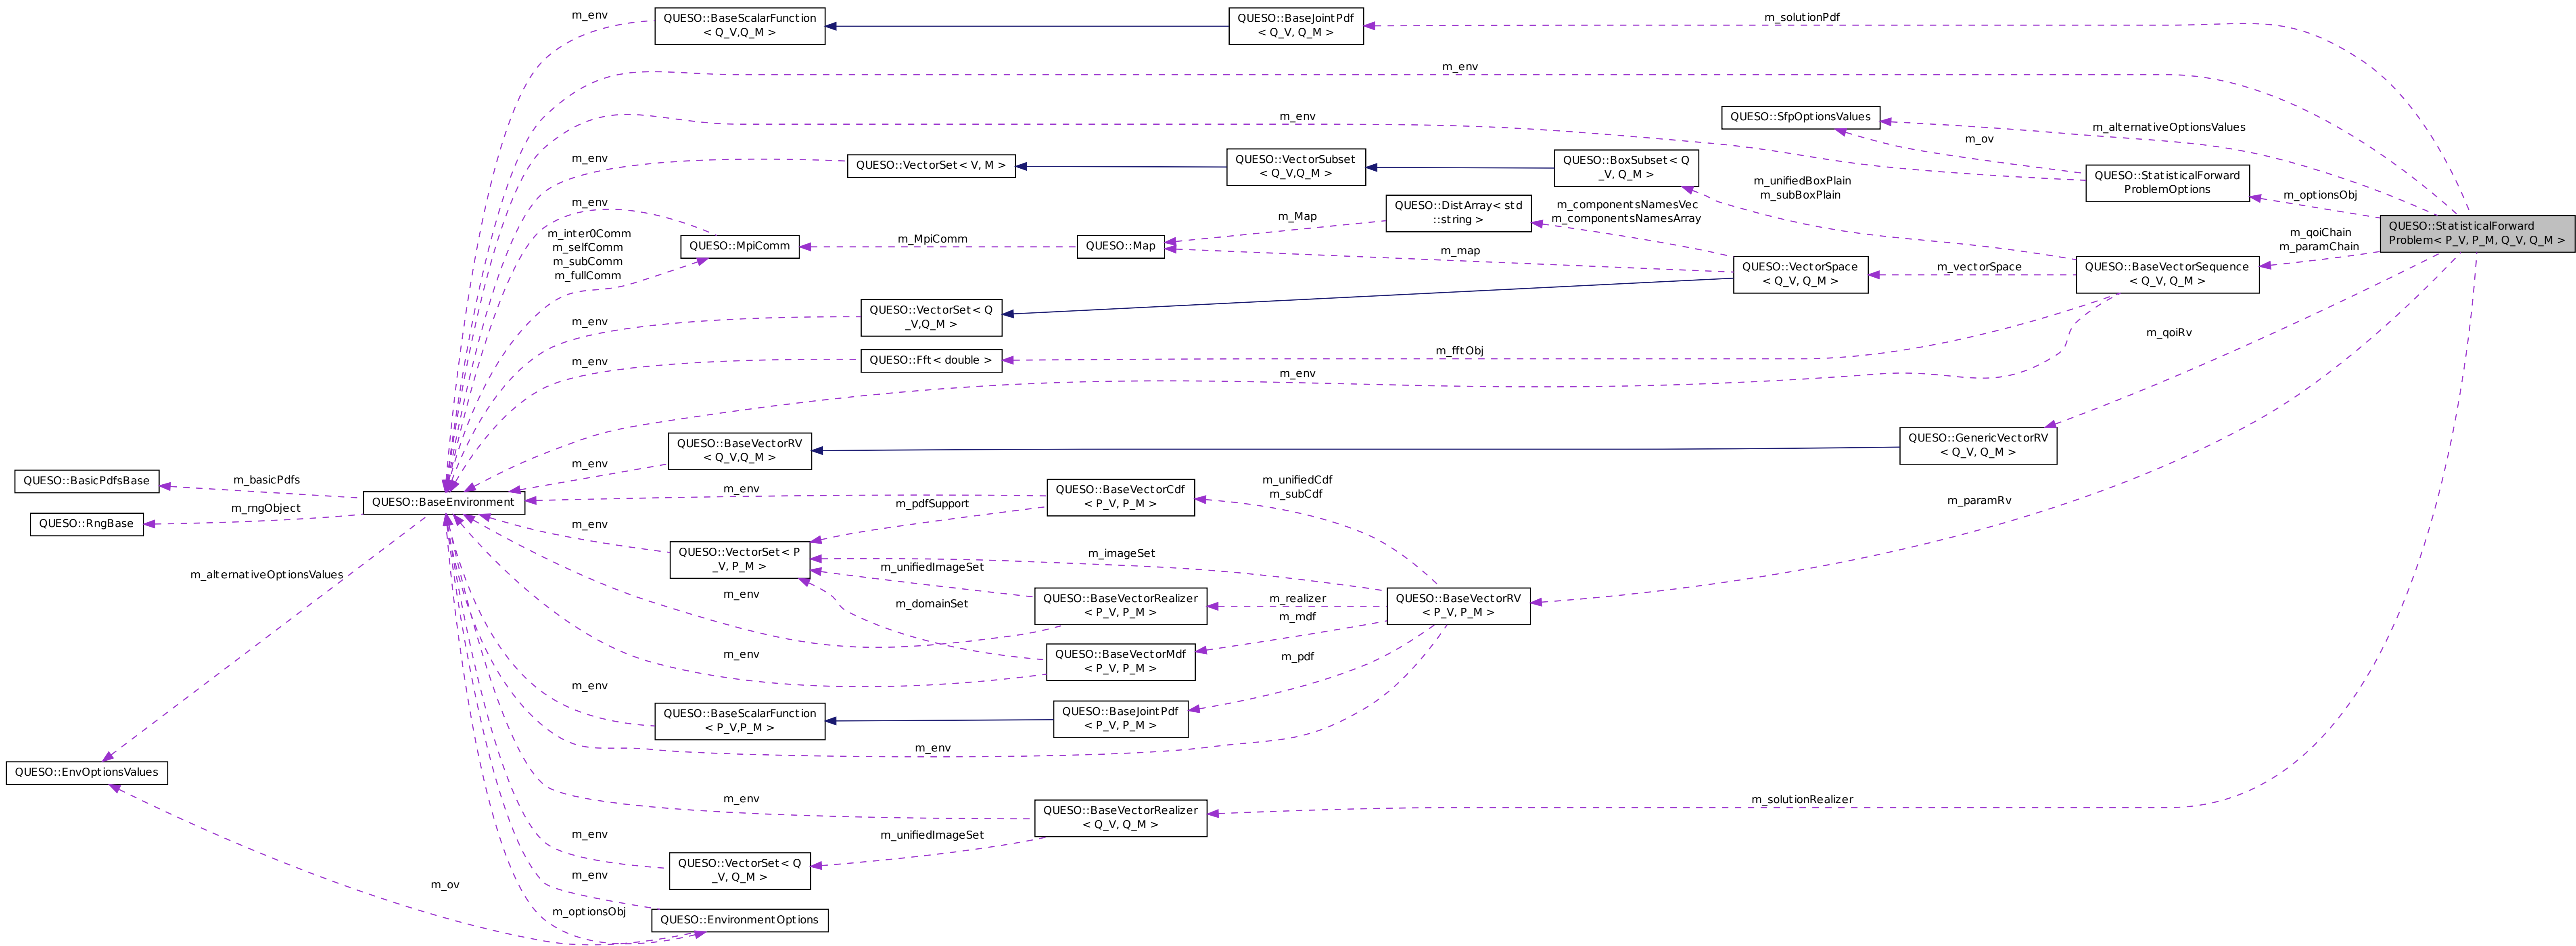 m_env
QUESO::BaseScalarFunction
< Q_V,Q_M >
QUESO::BaseJointPdf
< Q_V, Q_M >
m_solutionPdf
m_env
m_env
QUESO::SfpOptionsValues
m_alternativeOptionsValues
m_ov
m_env
QUESO::VectorSet< V, M >
QUESO::VectorSubset
< Q_V,Q_M >
QUESO::BoxSubset< Q
_V, Q_M >
m_unifiedBoxPlain
m_subBoxPlain
QUESO::StatisticalForward
ProblemOptions
m_optionsObj
m_env
QUESO::DistArray< std
::string >
m_componentsNamesVec
m_componentsNamesArray
m_Map
QUESO::StatisticalForward
Problem< P_V, P_M, Q_V, Q_M >
m_inter0Comm
m_selfComm
m_subComm
m_fullComm
QUESO::MpiComm
m_MpiComm
QUESO::Map
m_map
m_qoiChain
m_paramChain
QUESO::VectorSpace
< Q_V, Q_M >
m_vectorSpace
QUESO::BaseVectorSequence
< Q_V, Q_M >
m_env
QUESO::VectorSet< Q
_V,Q_M >
m_qoiRv
m_env
QUESO::Fft< double >
m_fftObj
m_env
m_env
QUESO::BaseVectorRV
< Q_V,Q_M >
QUESO::GenericVectorRV
< Q_V, Q_M >
QUESO::BasicPdfsBase
m_basicPdfs
QUESO::BaseEnvironment
m_env
QUESO::BaseVectorCdf
< P_V, P_M >
m_unifiedCdf
m_subCdf
m_paramRv
QUESO::RngBase
m_rngObject
m_env
m_pdfSupport
QUESO::VectorSet< P
_V, P_M >
m_imageSet
m_unifiedImageSet
m_alternativeOptionsValues
m_env
m_domainSet
QUESO::BaseVectorRealizer
< P_V, P_M >
m_realizer
m_mdf
QUESO::BaseVectorRV
< P_V, P_M >
m_env
QUESO::BaseVectorMdf
< P_V, P_M >
m_pdf
m_env
QUESO::BaseScalarFunction
< P_V,P_M >
QUESO::BaseJointPdf
< P_V, P_M >
m_env
QUESO::EnvOptionsValues
m_env
QUESO::BaseVectorRealizer
< Q_V, Q_M >
m_solutionRealizer
m_env
m_unifiedImageSet
QUESO::VectorSet< Q
_V, Q_M >
m_ov
m_env
m_optionsObj
QUESO::EnvironmentOptions